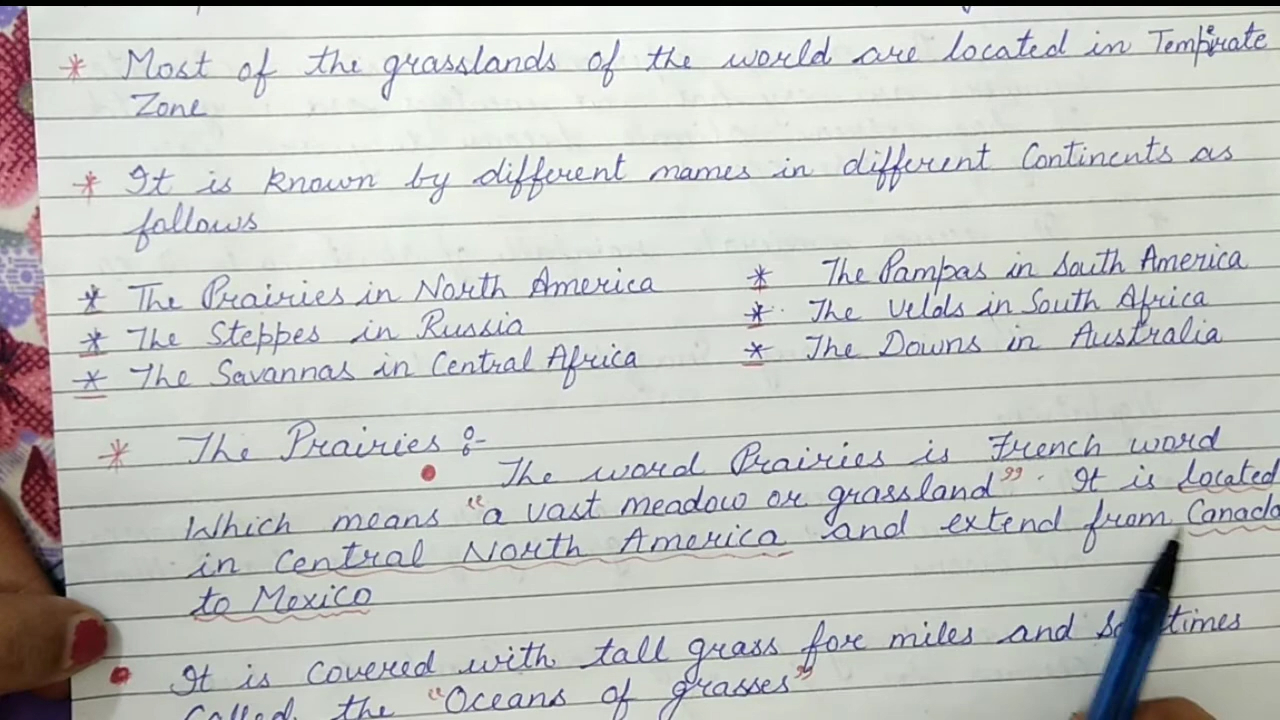 * Most of the grasslands of the world are located in Temperate
Zone
* It is known by different names in different Continents as
follows
* The Prairies in North America
* The Steppes in Russia
* The Savannas in Central Africa
* The Pampas in South America
* The Velds in South Africa
* The Downs in Australia
* The Prairies :-
• The word Prairies is French word
Which means "a vast meadow or grassland". It is located
in Central North America and extend from Canada
to Mexico
• It is covered with tall grass for miles and
Called the "Oceans of grasses"